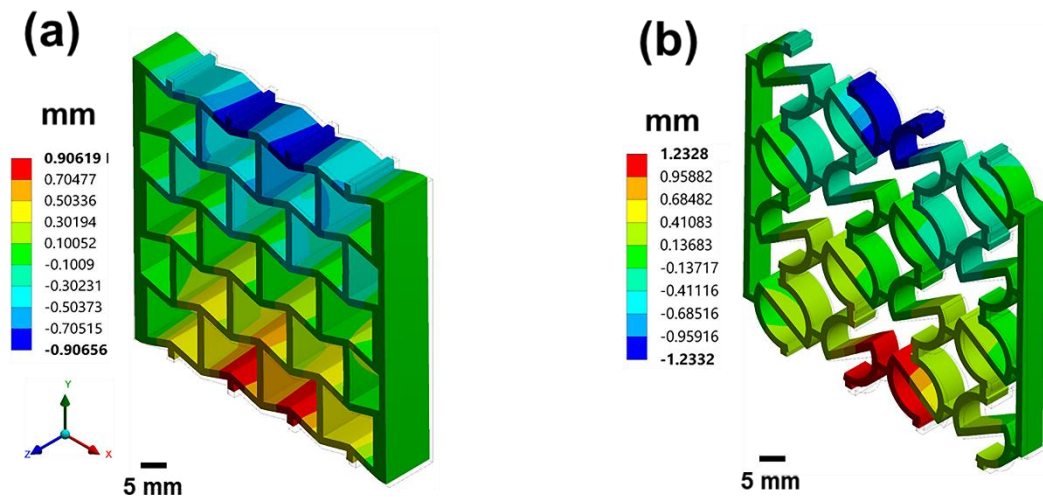 (a)
mm
0.90619
0.70477
0.50336
0.30194
0.10052
-0.1009
-0.30231
-0.50373
-0.70515
-0.90656
Y
Z
X
5 mm
(b)
mm
1.2328
0.95882
0.68482
0.41083
0.13683
-0.13717
-0.41116
-0.68516
-0.95916
-1.2332
5 mm